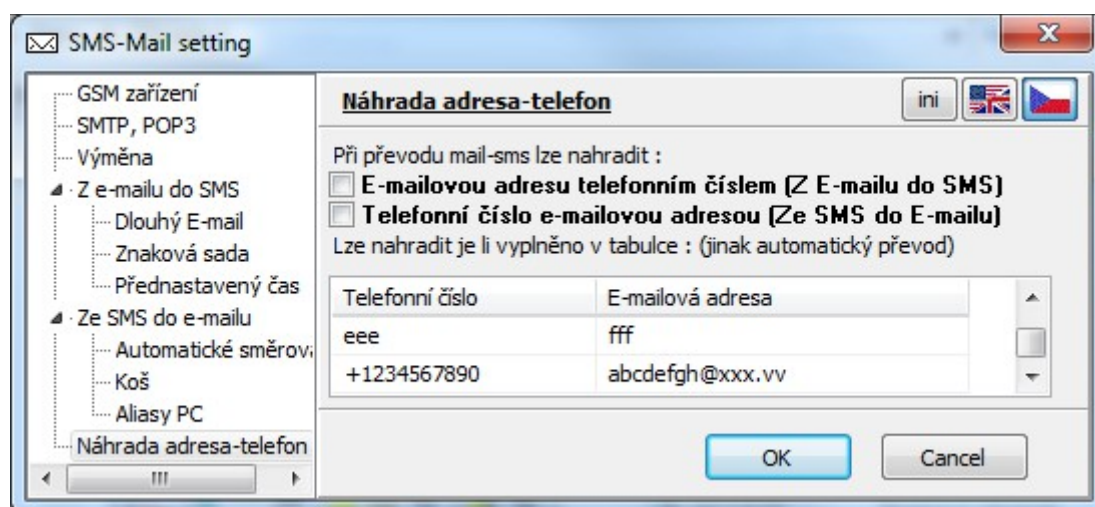 SMS-Mail setting
GSM zařízení
SMTP, POP3
Výměna
Z e-mailu do SMS
Dlouhý E-mail
Znaková sada
Přednastavený čas
Ze SMS do e-mailu
Automatické směrov
Koš
Aliasy PC
Náhrada adresa-telefon
Náhrada adresa-telefon
ini
Při převodu mail-sms lze nahradit :
E-mailovou adresu telefonním číslem (Z E-mailu do SMS)
Telefonní číslo e-mailovou adresou (Ze SMS do E-mailu)
Lze nahradit je li vyplněno v tabulce : (jinak automatický převod)
Telefonní číslo E-mailová adresa
eee fff
+1234567890 abcdefgh@xxx.vv
OK Cancel